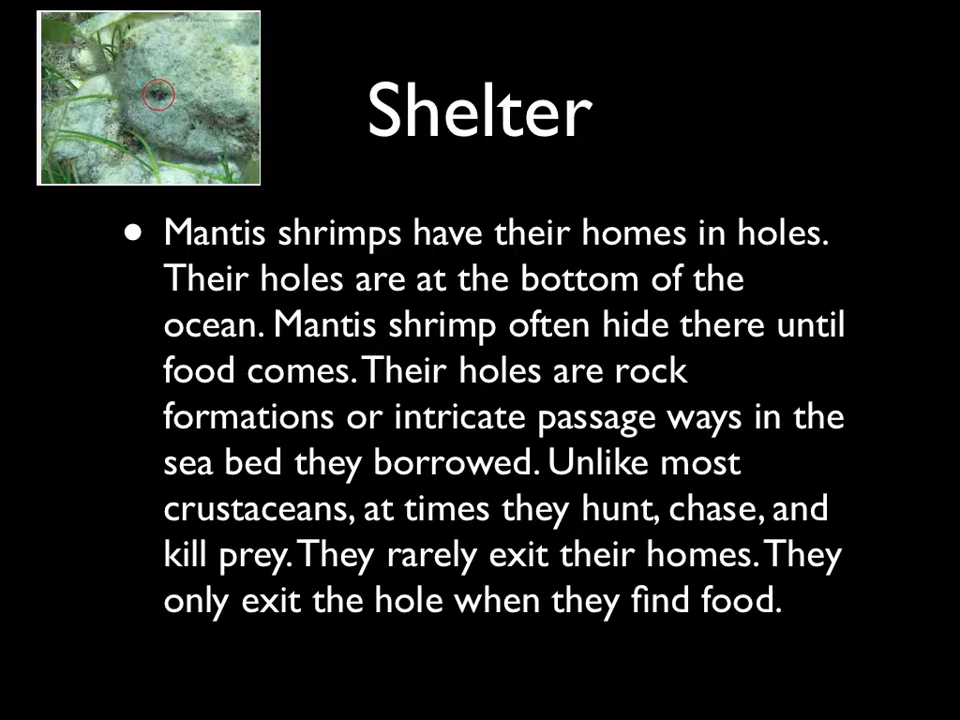 Shelter
• Mantis shrimps have their homes in holes.
Their holes are at the bottom of the
ocean. Mantis shrimp often hide there until
food comes. Their holes are rock
formations or intricate passage ways in the
sea bed they borrowed. Unlike most
crustaceans, at times they hunt, chase, and
kill prey. They rarely exit their homes. They
only exit the hole when they find food.